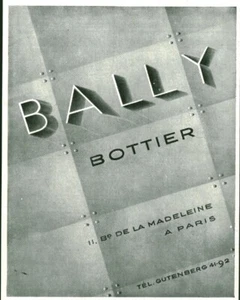 BALLY
BOTTIER
11. Bᴰ DE LA MADELEINE
A PARIS
TÉL. GUTENBERG 41-92